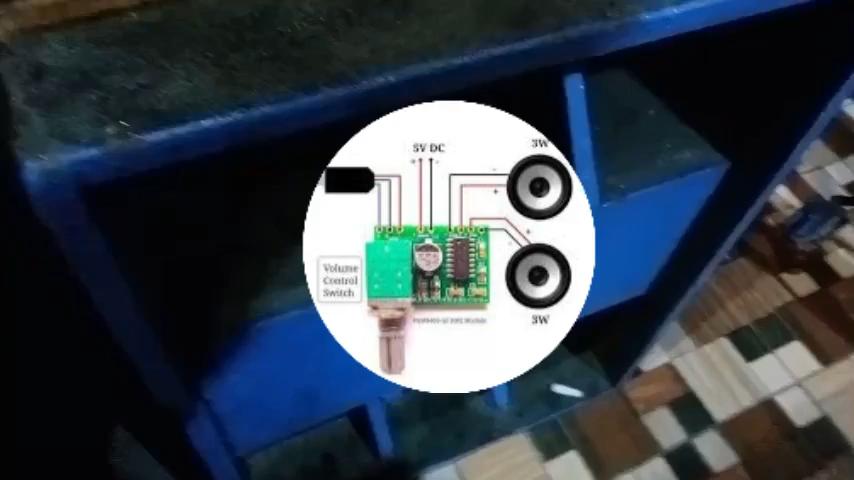 3W
5V DC
+ -
-
+
+
-
Volume
Control
Switch
3W